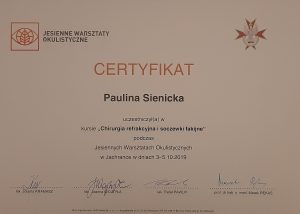 JESIENNE WARSZTATY
OKULISTYCZNE
CERTYFIKAT
Paulina Sienicka
uczestniczył(a) w
kursie „Chirurgia refrakcyjna i soczewki fakijne”
podczas
Jesiennych Warsztatach Okulistycznych
w Jachrance w dniach 3-5.10.2019